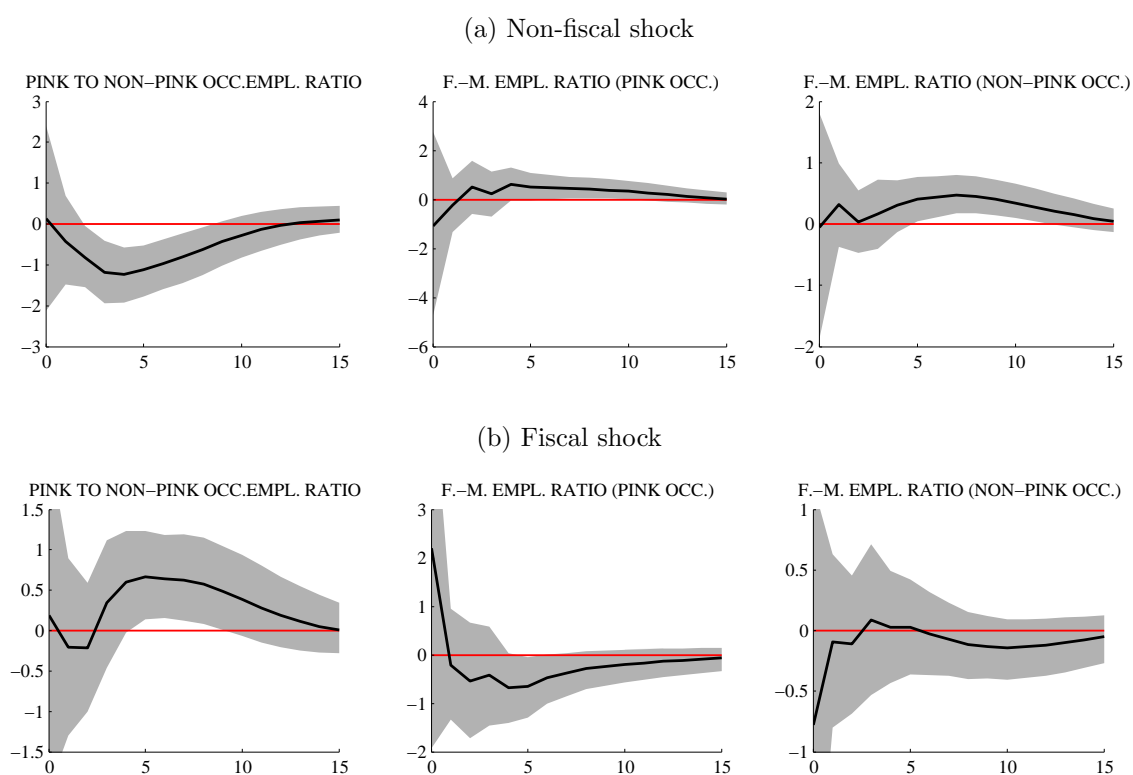 (a) Non-fiscal shock
PINK TO NON−PINK OCC.EMPL. RATIO
3
2
1
0
−1
−2
−3
0 5 10 15
F.−M. EMPL. RATIO (PINK OCC.)
4
2
0
−2
−4
−6
0 5 10 15
F.−M. EMPL. RATIO (NON−PINK OCC.)
2
1
0
−1
−2
0 5 10 15
(b) Fiscal shock
PINK TO NON−PINK OCC.EMPL. RATIO
1.5
1
0.5
0
−0.5
−1
−1.5
0 5 10 15
F.−M. EMPL. RATIO (PINK OCC.)
3
2
1
0
−1
−2
0 5 10 15
F.−M. EMPL. RATIO (NON−PINK OCC.)
1
0.5
0
−0.5
−1
0 5 10 15